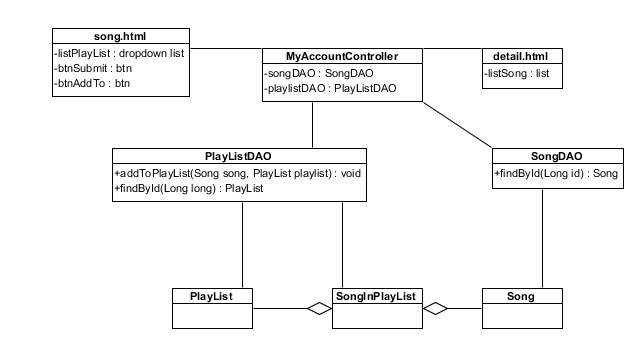 song.html
-listPlayList : dropdown list
-btnSubmit : btn
-btnAddTo : btn
MyAccountController
-songDAO : SongDAO
-playlistDAO : PlayListDAO
detail.html
-listSong : list
PlayListDAO
+addToPlayList(Song song, PlayList playlist) : void
+findById(Long long) : PlayList
SongDAO
+findById(Long id) : Song
PlayList
SongInPlayList
Song